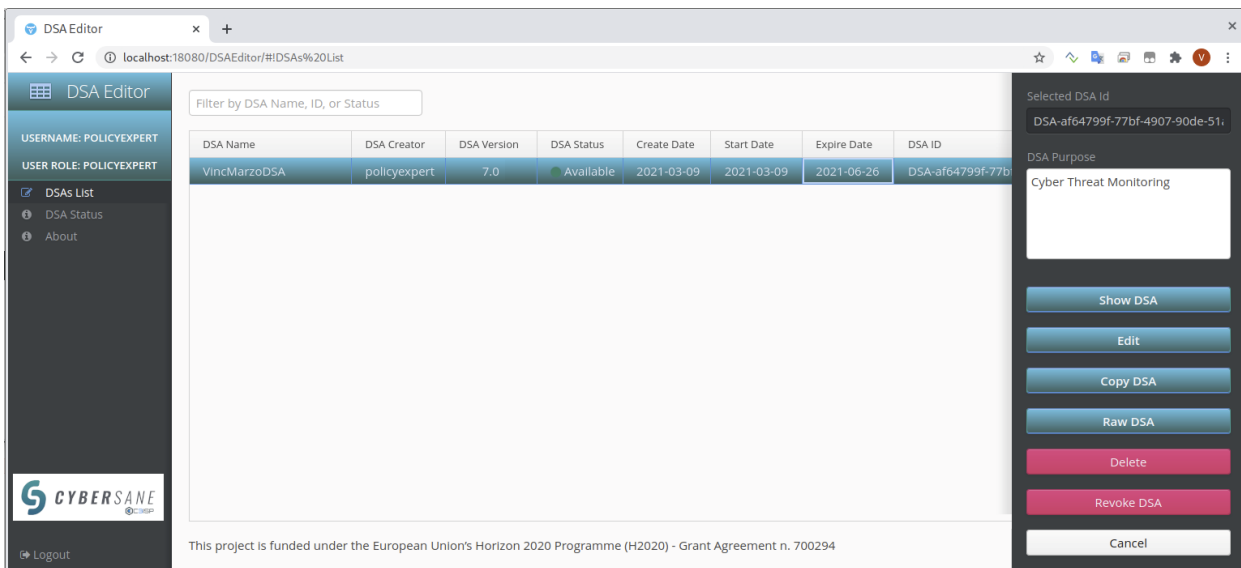 DSA Editor
localhost:18080/DSAEditor/#!DSAs%20List
V
DSA Editor
USERNAME: POLICYEXPERT
USER ROLE: POLICYEXPERT
DSAs List
DSA Status
About
CYBERSANE
C3ISP
Logout
Filter by DSA Name, ID, or Status
DSA Name DSA Creator DSA Version DSA Status Create Date Start Date Expire Date DSA ID
VincMarzoDSA policyexpert 7.0 Available 2021-03-09 2021-03-09 2021-06-26 DSA-af64799f-77b
This project is funded under the European Union's Horizon 2020 Programme (H2020) - Grant Agreement n. 700294
Selected DSA Id
DSA-af64799f-77bf-4907-90de-51
DSA Purpose
Cyber Threat Monitoring
Show DSA
Edit
Copy DSA
Raw DSA
Delete
Revoke DSA
Cancel